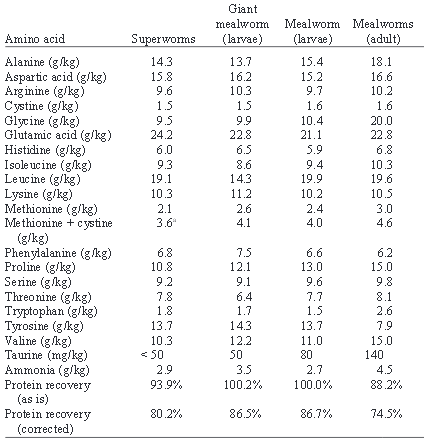 Giant
mealworm Mealworm Mealworms
Amino acid Superworms (larvae) (larvae) (adult)
Alanine (g/kg) 14.3 13.7 15.4 18.1
Aspartic acid (g/kg) 15.8 16.2 15.2 16.6
Arginine (g/kg) 9.6 10.3 9.7 10.2
Cystine (g/kg) 1.5 1.5 1.6 1.6
Glycine (g/kg) 9.5 9.9 10.4 20.0
Glutamic acid (g/kg) 24.2 22.8 21.1 22.8
Histidine (g/kg) 6.0 6.5 5.9 6.8
Isoleucine (g/kg) 9.3 8.6 9.4 10.3
Leucine (g/kg) 19.1 14.3 19.9 19.6
Lysine (g/kg) 10.3 11.2 10.2 10.5
Methionine (g/kg) 2.1 2.6 2.4 3.0
Methionine + cystine 3.6ª 4.1 4.0 4.6
(g/kg)
Phenylalanine (g/kg) 6.8 7.5 6.6 6.2
Proline (g/kg) 10.8 12.1 13.0 15.0
Serine (g/kg) 9.2 9.1 9.6 9.8
Threonine (g/kg) 7.8 6.4 7.7 8.1
Tryptophan (g/kg) 1.8 1.7 1.5 2.6
Tyrosine (g/kg) 13.7 14.3 13.7 7.9
Valine (g/kg) 10.3 12.2 11.0 15.0
Taurine (mg/kg) < 50 50 80 140
Ammonia (g/kg) 2.9 3.5 2.7 4.5
Protein recovery 93.9% 100.2% 100.0% 88.2%
(as is)
Protein recovery 80.2% 86.5% 86.7% 74.5%
(corrected)